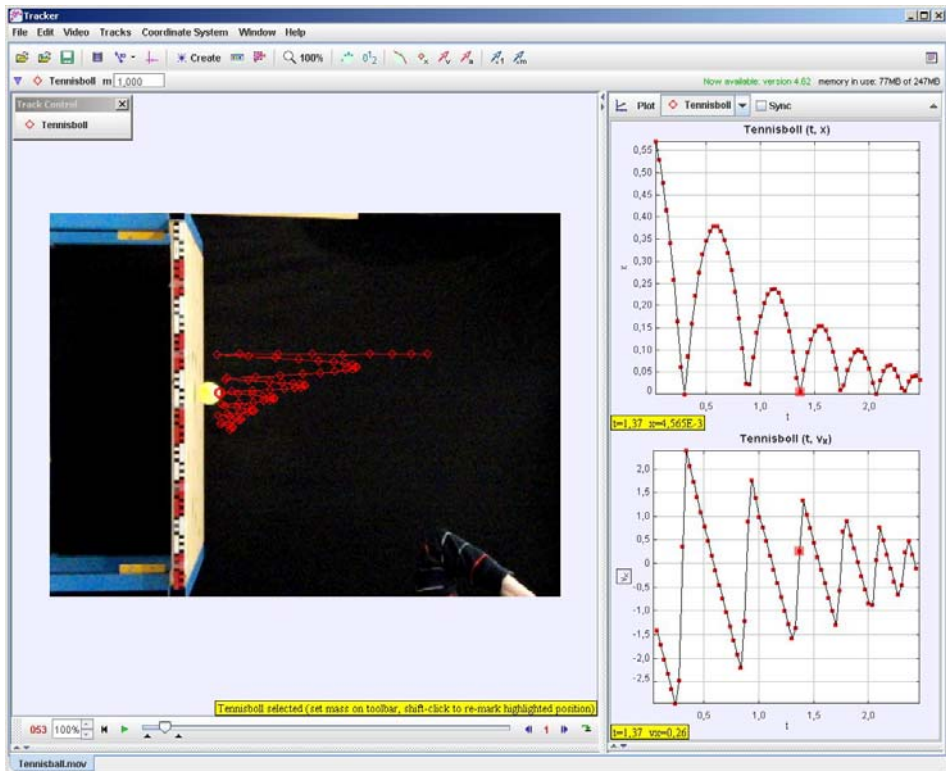 Tracker
File Edit Video Tracks Coordinate System Window Help
Create 100%
Tennisboll m 1,000 Now available: version 4.62 memory in use: 77MB of 247MB
Track Control
Tennisboll
Plot Tennisboll Sync
Tennisboll (t, x)
0,55
0,50
0,45
0,40
0,35
0,30
0,25
0,20
0,15
0,10
0,05
0
x
0,5 1,0 1,5 2,0
t
t=1,37 x=4,565E-3
Tennisboll (t, vx)
2,0
1,5
1,0
0,5
0
-0,5
-1,0
-1,5
-2,0
-2,5
vx
0,5 1,0 1,5 2,0
t
t=1,37 vx=0,26
Tennisboll selected (set mass on toolbar, shift-click to re-mark highlighted position)
053 100% 1
Tennisball.mov